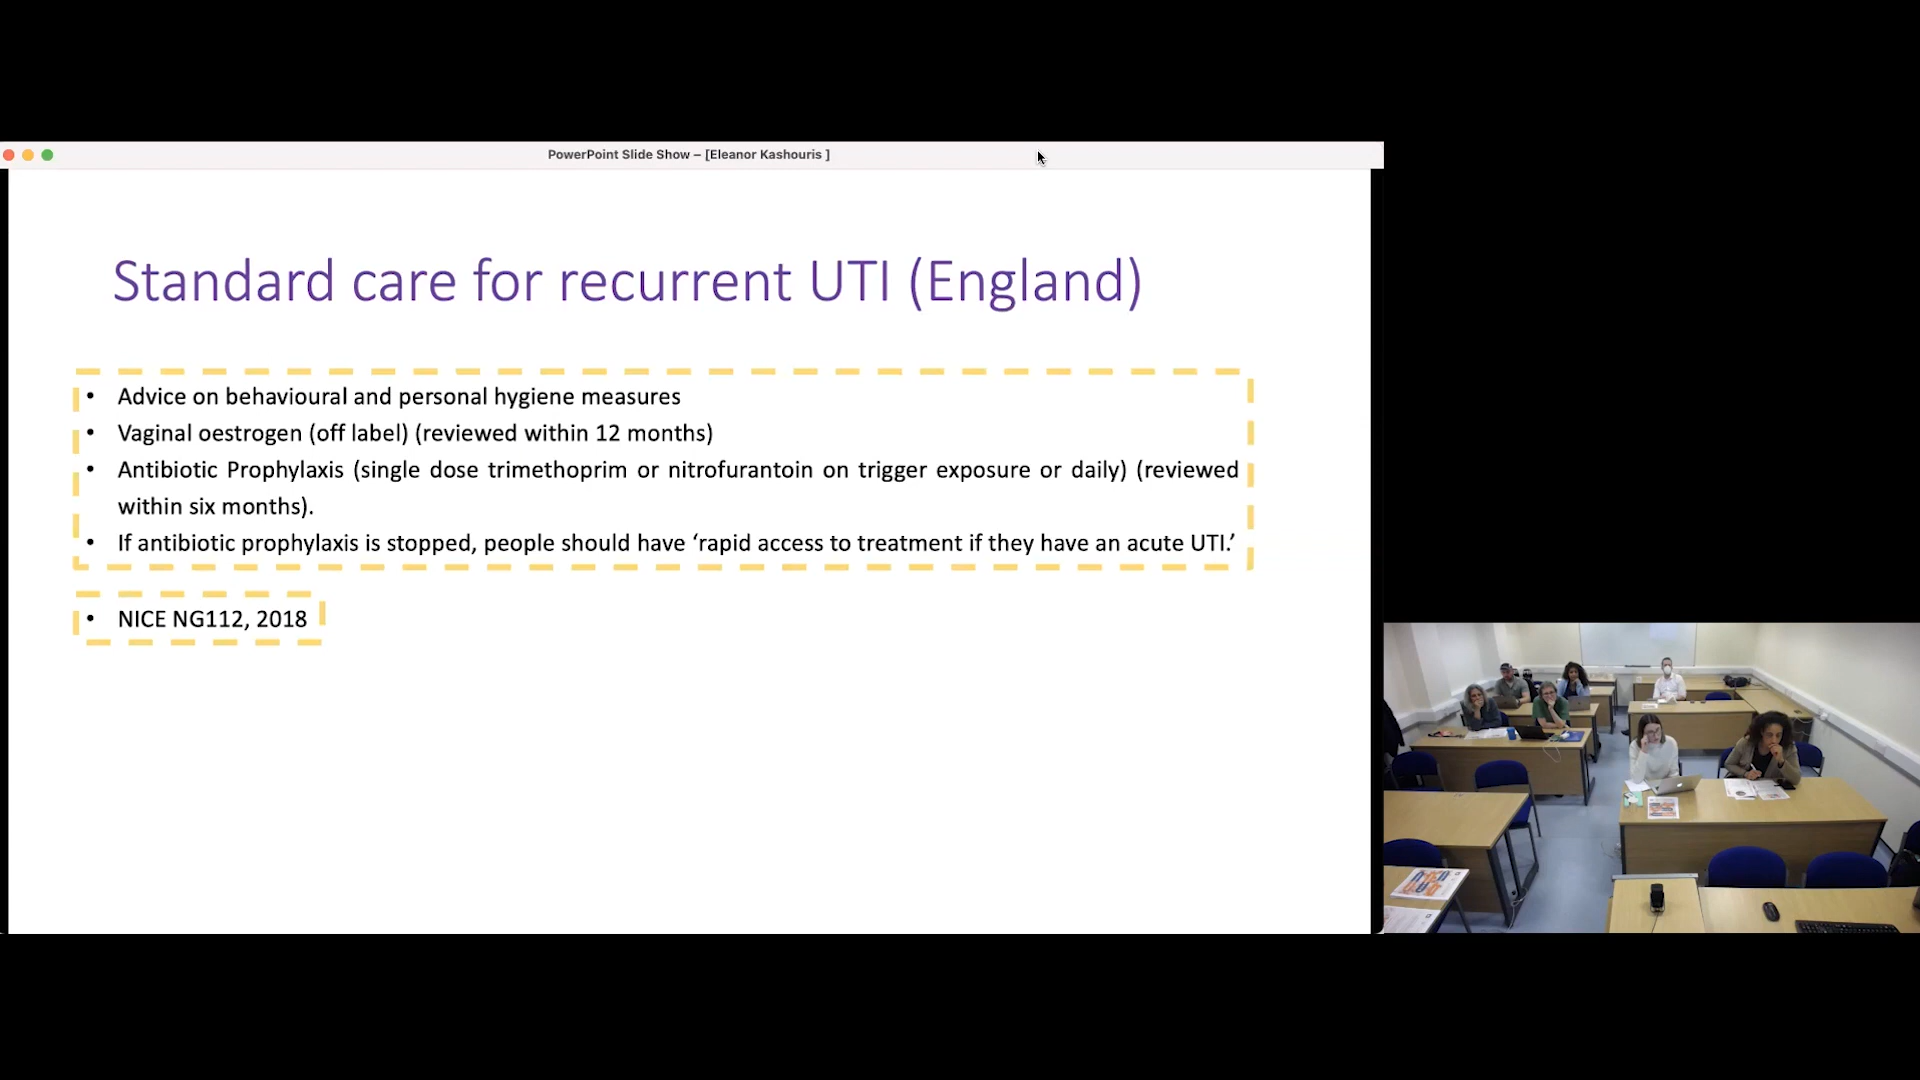 PowerPoint Slide Show – [Eleanor Kashouris ]
Standard care for recurrent UTI (England)
• Advice on behavioural and personal hygiene measures
• Vaginal oestrogen (off label) (reviewed within 12 months)
• Antibiotic Prophylaxis (single dose trimethoprim or nitrofurantoin on trigger exposure or daily) (reviewed
within six months).
• If antibiotic prophylaxis is stopped, people should have ‘rapid access to treatment if they have an acute UTI.’
• NICE NG112, 2018